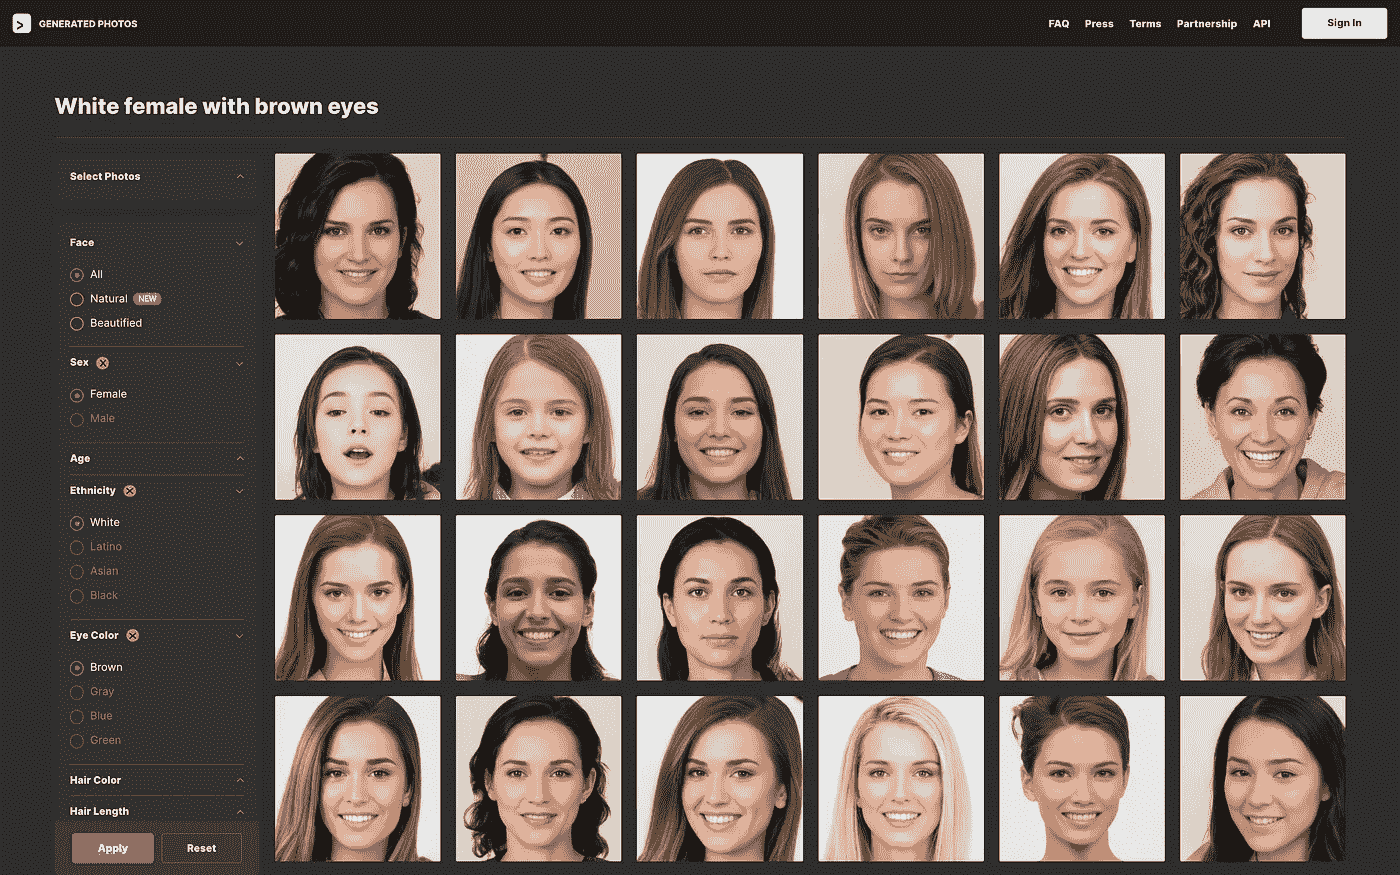 GENERATED PHOTOS
FAQ Press Terms Partnership API Sign In
White female with brown eyes
Select Photos
Face
All
Natural NEW
Beautified
Sex
Female
Male
Age
Ethnicity
White
Latino
Asian
Black
Eye Color
Brown
Gray
Blue
Green
Hair Color
Hair Length
Apply Reset